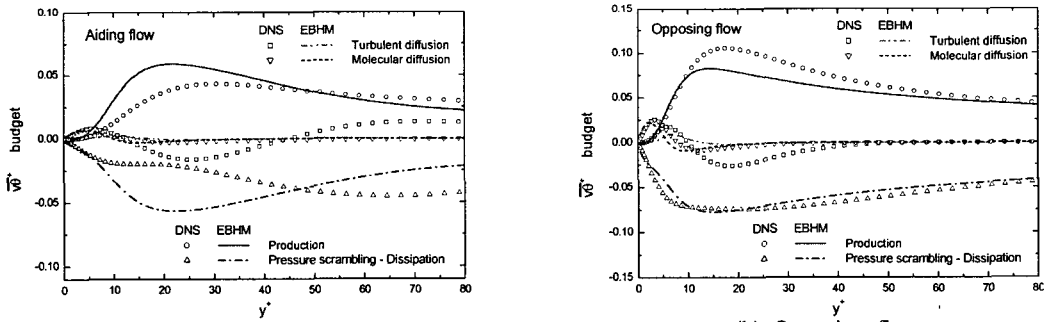 0.10
0.05
0.00
-0.05
-0.10
vθ⁺ budget
Aiding flow
DNS EBHM
Turbulent diffusion
Molecular diffusion
DNS EBHM
Production
Pressure scrambling - Dissipation
0 10 20 30 40 50 60 70 80
y⁺
0.15
0.10
0.05
0.00
-0.05
-0.10
-0.15
vθ⁺ budget
Opposing flow
DNS EBHM
Turbulent diffusion
Molecular diffusion
DNS EBHM
Production
Pressure scrambling - Dissipation
0 10 20 30 40 50 60 70 80
y⁺